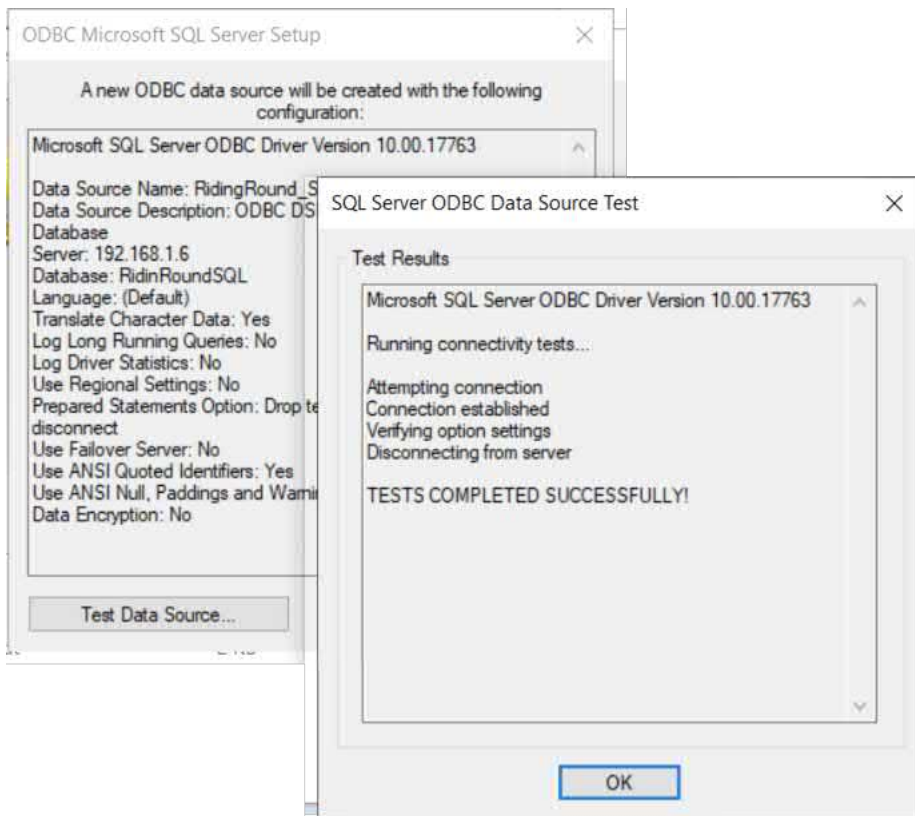 ODBC Microsoft SQL Server Setup
A new ODBC data source will be created with the following
configuration:
Microsoft SQL Server ODBC Driver Version 10.00.17763
Data Source Name: RidingRound_S
Data Source Description: ODBC DS
Database
Server: 192.168.1.6
Database: RidinRoundSQL
Language: (Default)
Translate Character Data: Yes
Log Long Running Queries: No
Log Driver Statistics: No
Use Regional Settings: No
Prepared Statements Option: Drop te
disconnect
Use Failover Server: No
Use ANSI Quoted Identifiers: Yes
Use ANSI Null, Paddings and Warni
Data Encryption: No
Test Data Source...
SQL Server ODBC Data Source Test
Test Results
Microsoft SQL Server ODBC Driver Version 10.00.17763
Running connectivity tests...
Attempting connection
Connection established
Verifying option settings
Disconnecting from server
TESTS COMPLETED SUCCESSFULLY!
OK